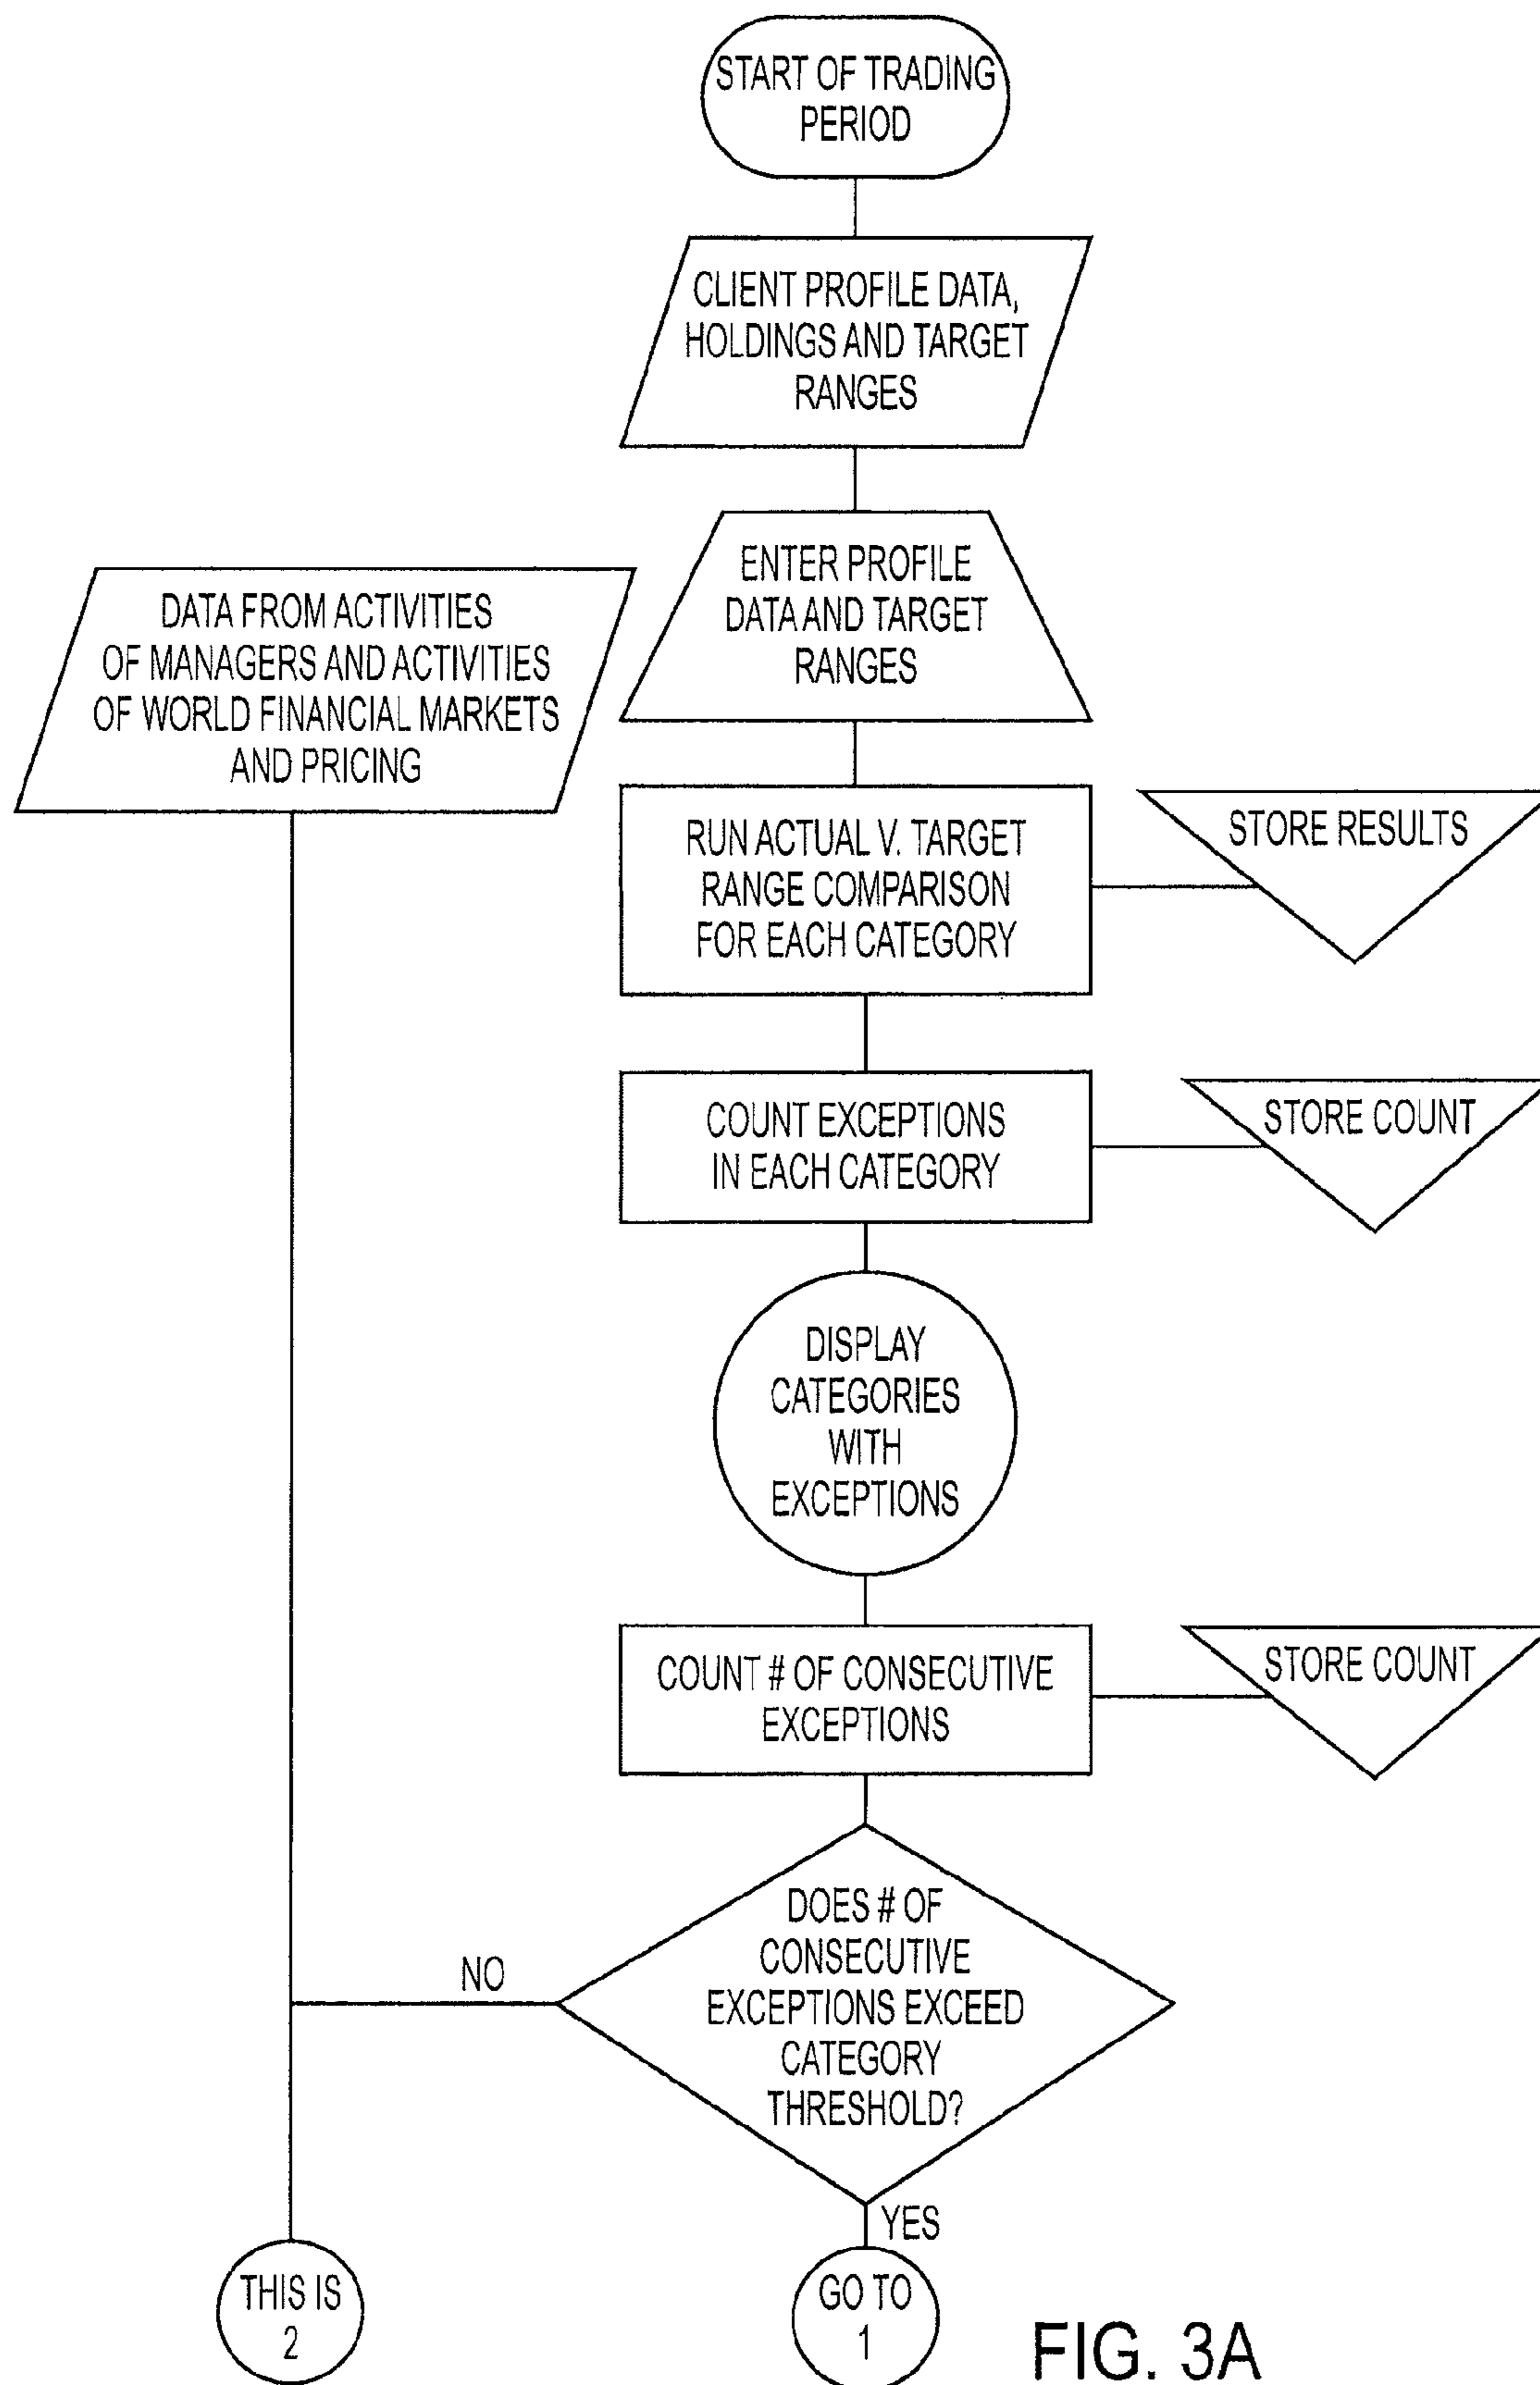 START OF TRADING
PERIOD
CLIENT PROFILE DATA,
HOLDINGS AND TARGET
RANGES
ENTER PROFILE
DATA AND TARGET
RANGES
DATA FROM ACTIVITIES
OF MANAGERS AND ACTIVITIES
OF WORLD FINANCIAL MARKETS
AND PRICING
RUN ACTUAL V. TARGET
RANGE COMPARISON
FOR EACH CATEGORY
STORE RESULTS
COUNT EXCEPTIONS
IN EACH CATEGORY
STORE COUNT
DISPLAY
CATEGORIES
WITH
EXCEPTIONS
COUNT # OF CONSECUTIVE
EXCEPTIONS
STORE COUNT
DOES # OF
CONSECUTIVE
EXCEPTIONS EXCEED
CATEGORY
THRESHOLD?
NO
YES
THIS IS
2
GO TO
1
FIG. 3A